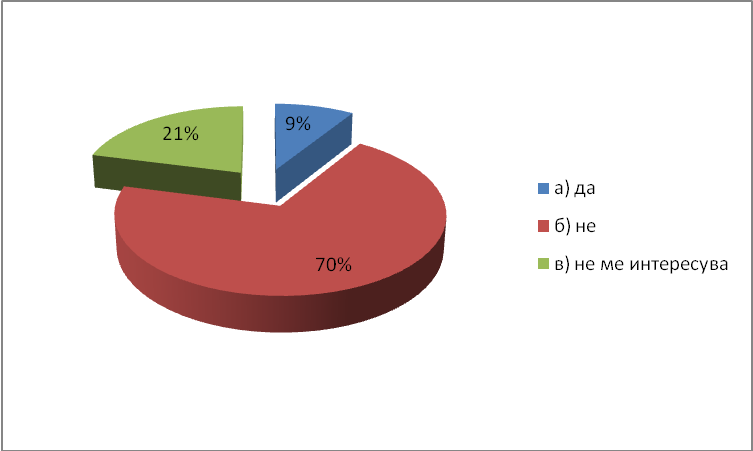 9%
21%
70%
а) да
б) не
в) не ме интересува